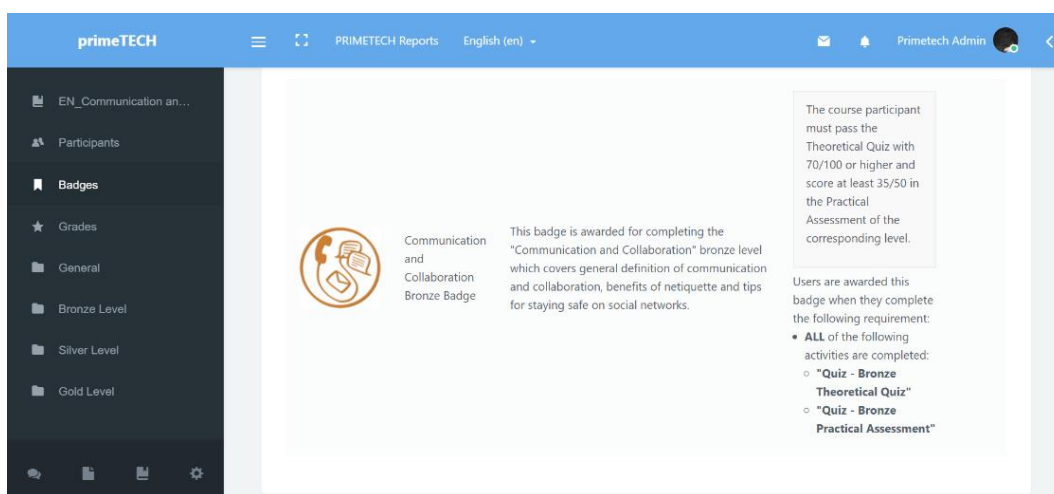 primeTECH
PRIMETECH Reports
English (en)
Primetech Admin
EN_Communication an...
Participants
Badges
Grades
General
Bronze Level
Silver Level
Gold Level
Communication
and
Collaboration
Bronze Badge
This badge is awarded for completing the
"Communication and Collaboration" bronze level
which covers general definition of communication
and collaboration, benefits of netiquette and tips
for staying safe on social networks.
The course participant
must pass the
Theoretical Quiz with
70/100 or higher and
score at least 35/50 in
the Practical
Assessment of the
corresponding level.
Users are awarded this
badge when they complete
the following requirement:
• ALL of the following
activities are completed:
○ "Quiz - Bronze
Theoretical Quiz"
○ "Quiz - Bronze
Practical Assessment"